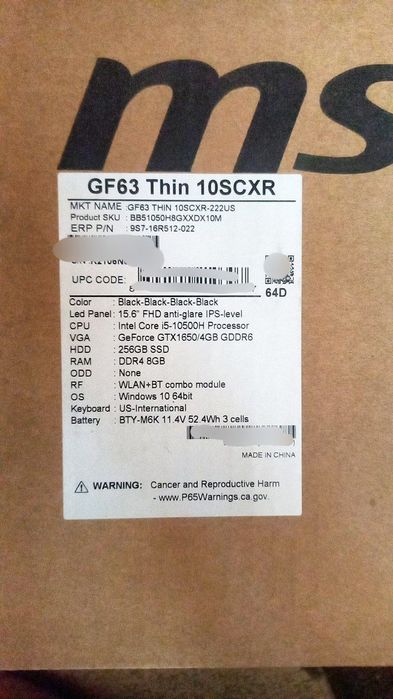 ms
GF63 Thin 10SCXR
MKT NAME : GF63 THIN 10SCXR-222US
Product SKU : BB51050H8GXXDX10M
ERP P/N : 9S7-16R512-022
UPC CODE:
64D
Color : Black-Black-Black-Black
Led Panel: 15.6" FHD anti-glare IPS-level
CPU : Intel Core i5-10500H Processor
VGA : GeForce GTX1650/4GB GDDR6
HDD : 256GB SSD
RAM : DDR4 8GB
ODD : None
RF : WLAN+BT combo module
OS : Windows 10 64bit
Keyboard : US-International
Battery : BTY-M6K 11.4V 52.4Wh 3 cells
MADE IN CHINA
WARNING: Cancer and Reproductive Harm
- www.P65Warnings.ca.gov.